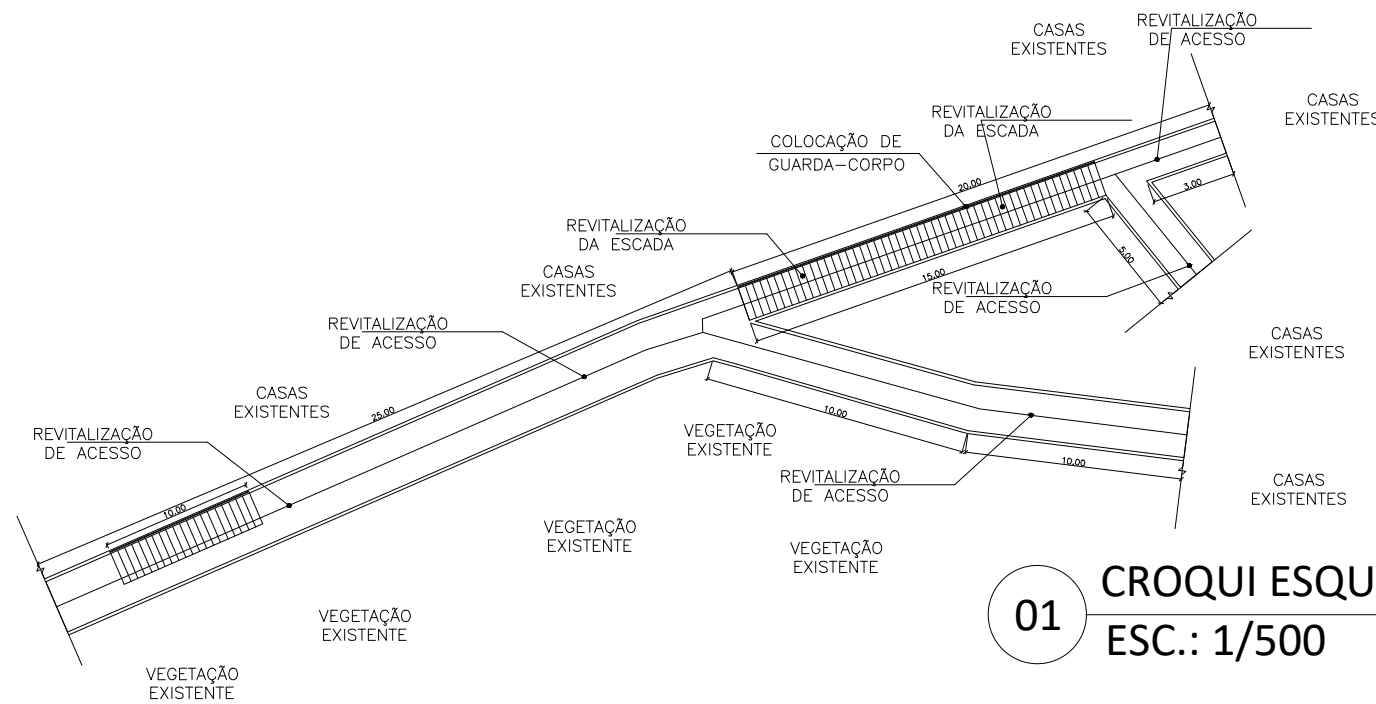 CASAS
EXISTENTES
REVITALIZAÇÃO
DE ACESSO
CASAS
EXISTENTES
REVITALIZAÇÃO
DA ESCADA
COLOCAÇÃO DE
GUARDA-CORPO
20.00
3.00
REVITALIZAÇÃO
DA ESCADA
5.00
15.00
CASAS
EXISTENTES
REVITALIZAÇÃO
DE ACESSO
REVITALIZAÇÃO
DE ACESSO
CASAS
EXISTENTES
CASAS
EXISTENTES
25.00
10.00
REVITALIZAÇÃO
DE ACESSO
VEGETAÇÃO
EXISTENTE
10.00
REVITALIZAÇÃO
DE ACESSO
CASAS
EXISTENTES
10.00
VEGETAÇÃO
EXISTENTE
VEGETAÇÃO
EXISTENTE
VEGETAÇÃO
EXISTENTE
VEGETAÇÃO
EXISTENTE
01
CROQUI ESQU
ESC.: 1/500